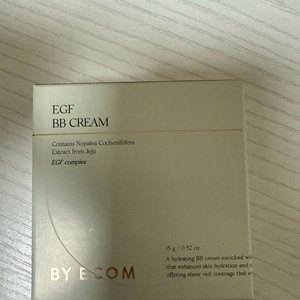 EGF
BB CREAM
Contains Nopalea Cochenillifera
Extract from Jeju
EGF complex
15 g / 0.52 oz.
A hydrating BB cream enriched
that enhances skin hydration and
offering sheer red coverage that
BY ECOM